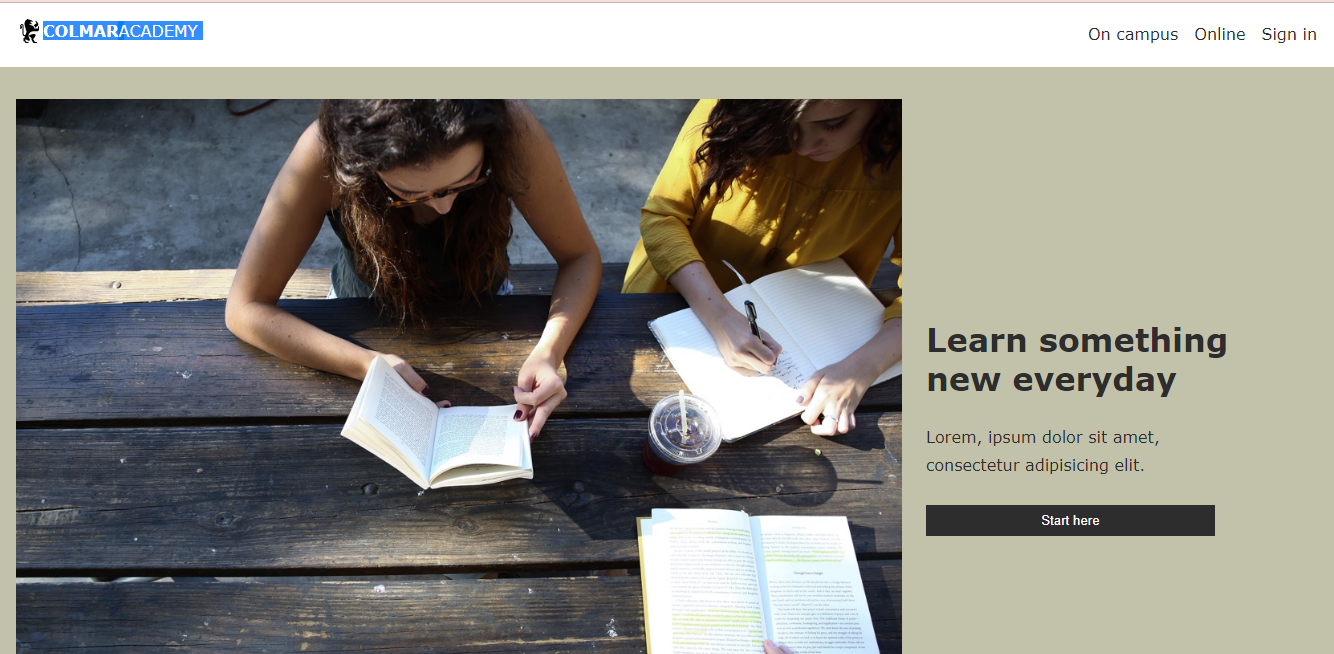 COLMARACADEMY
On campus Online Sign in
Learn something
new everyday
Lorem, ipsum dolor sit amet,
consectetur adipisicing elit.
Start here